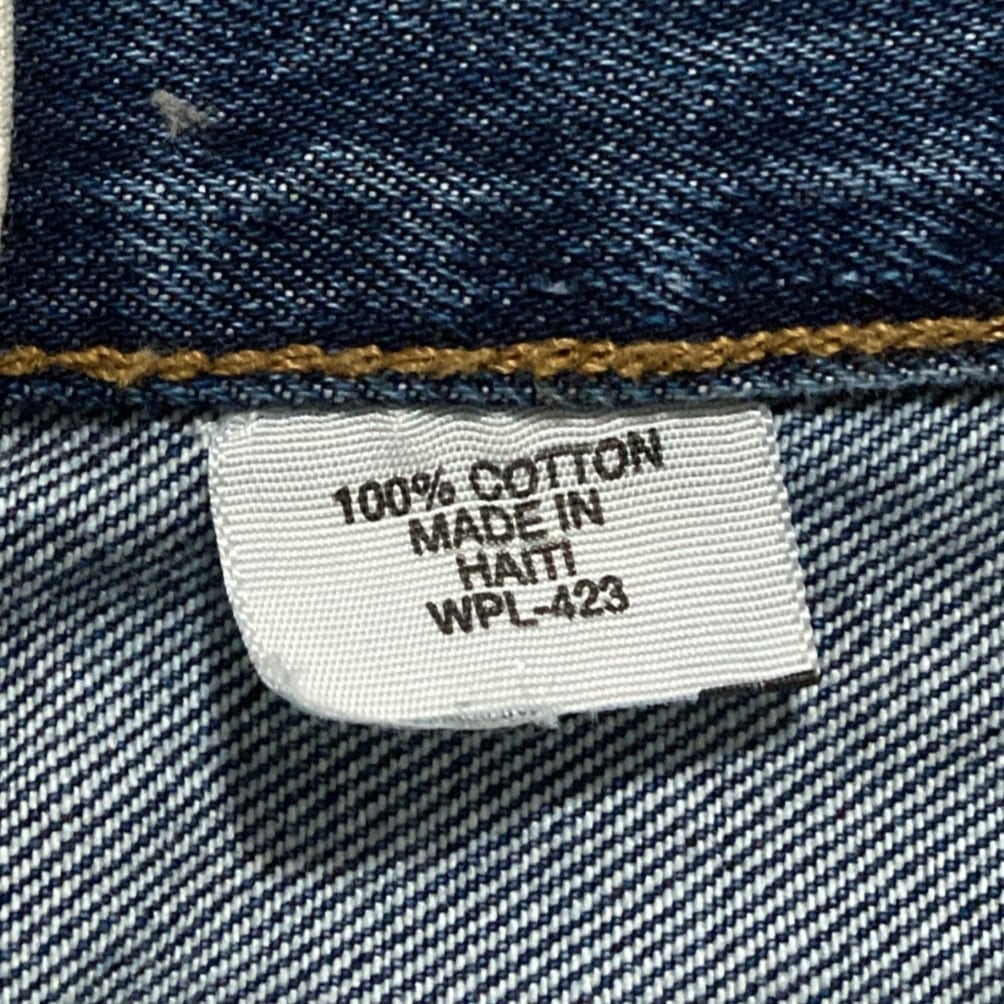 100% COTTON
MADE IN
HAITI
WPL-423